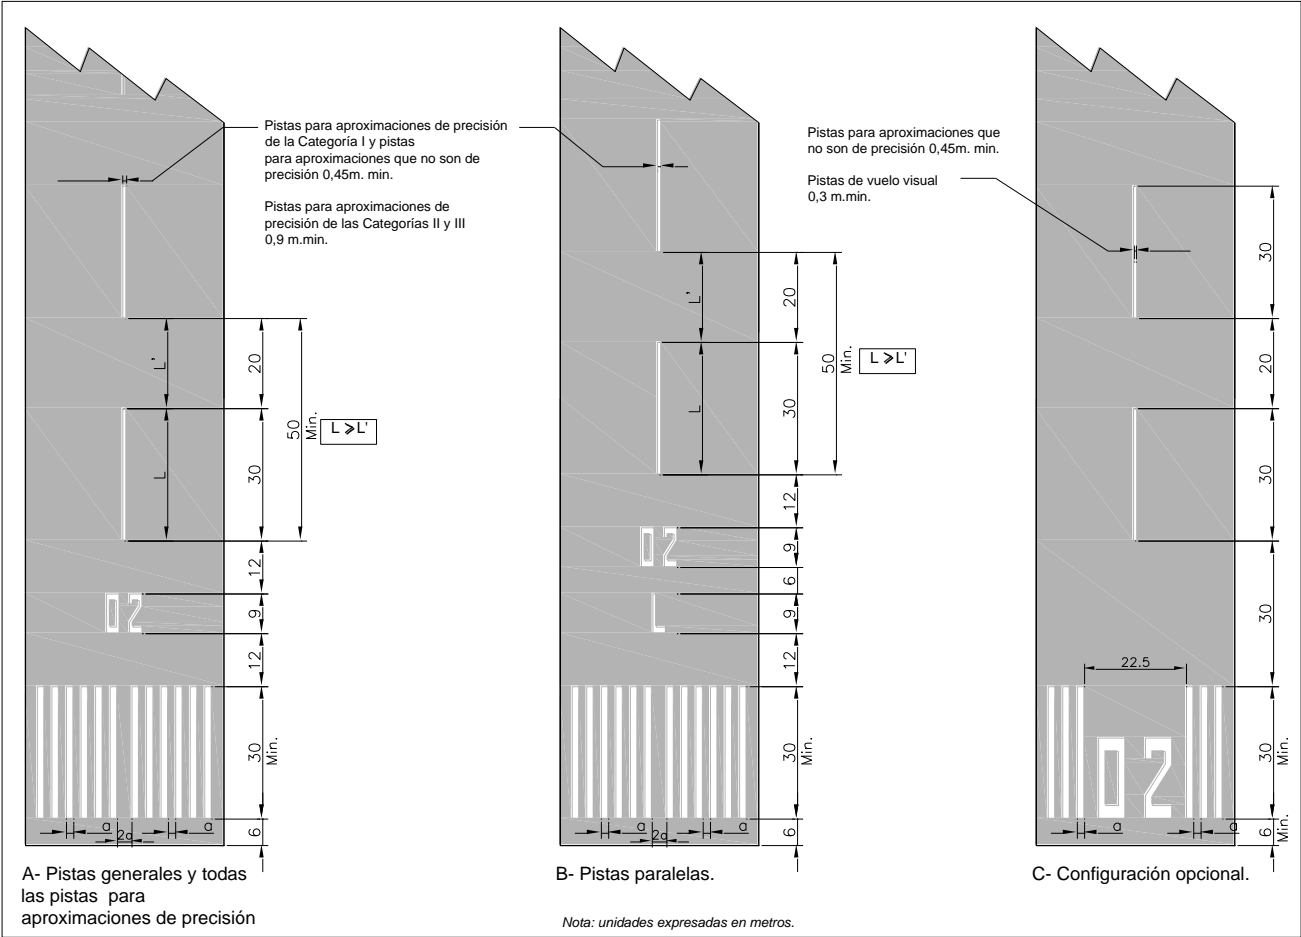 Pistas para aproximaciones de precisión
de la Categoría I y pistas
para aproximaciones que no son de
precisión 0,45m. min.
Pistas para aproximaciones de
precisión de las Categorías II y III
0,9 m.min.
Pistas para aproximaciones que
no son de precisión 0,45m. min.
Pistas de vuelo visual
0,3 m.min.
L'
20
L
30
50
Min.
L ⩾L'
12
02
9
12
30
Min.
a
2a
a
6
A- Pistas generales y todas
las pistas para
aproximaciones de precisión
L'
20
L
30
50
Min.
L ⩾L'
12
02
9
6
L
9
12
30
Min.
a
2a
a
6
B- Pistas paralelas.
30
20
30
30
22.5
02
30
Min.
a
a
6
Min.
C- Configuración opcional.
Nota: unidades expresadas en metros.